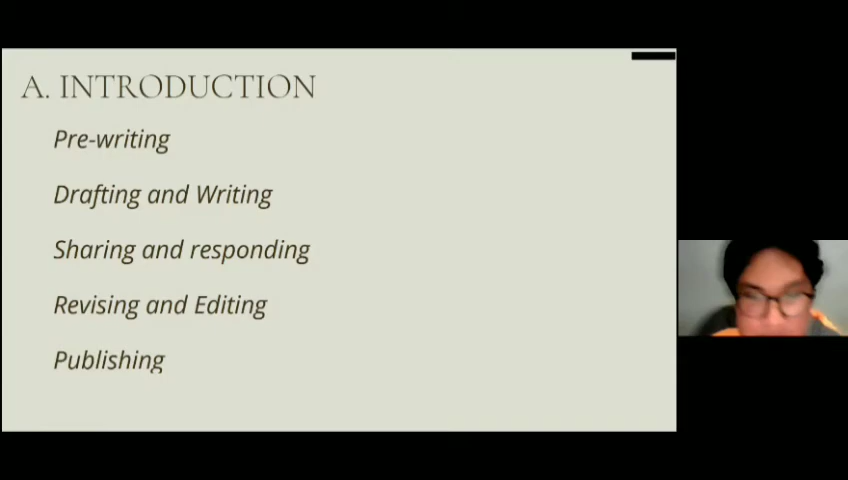 A. INTRODUCTION
Pre-writing
Drafting and Writing
Sharing and responding
Revising and Editing
Publishing